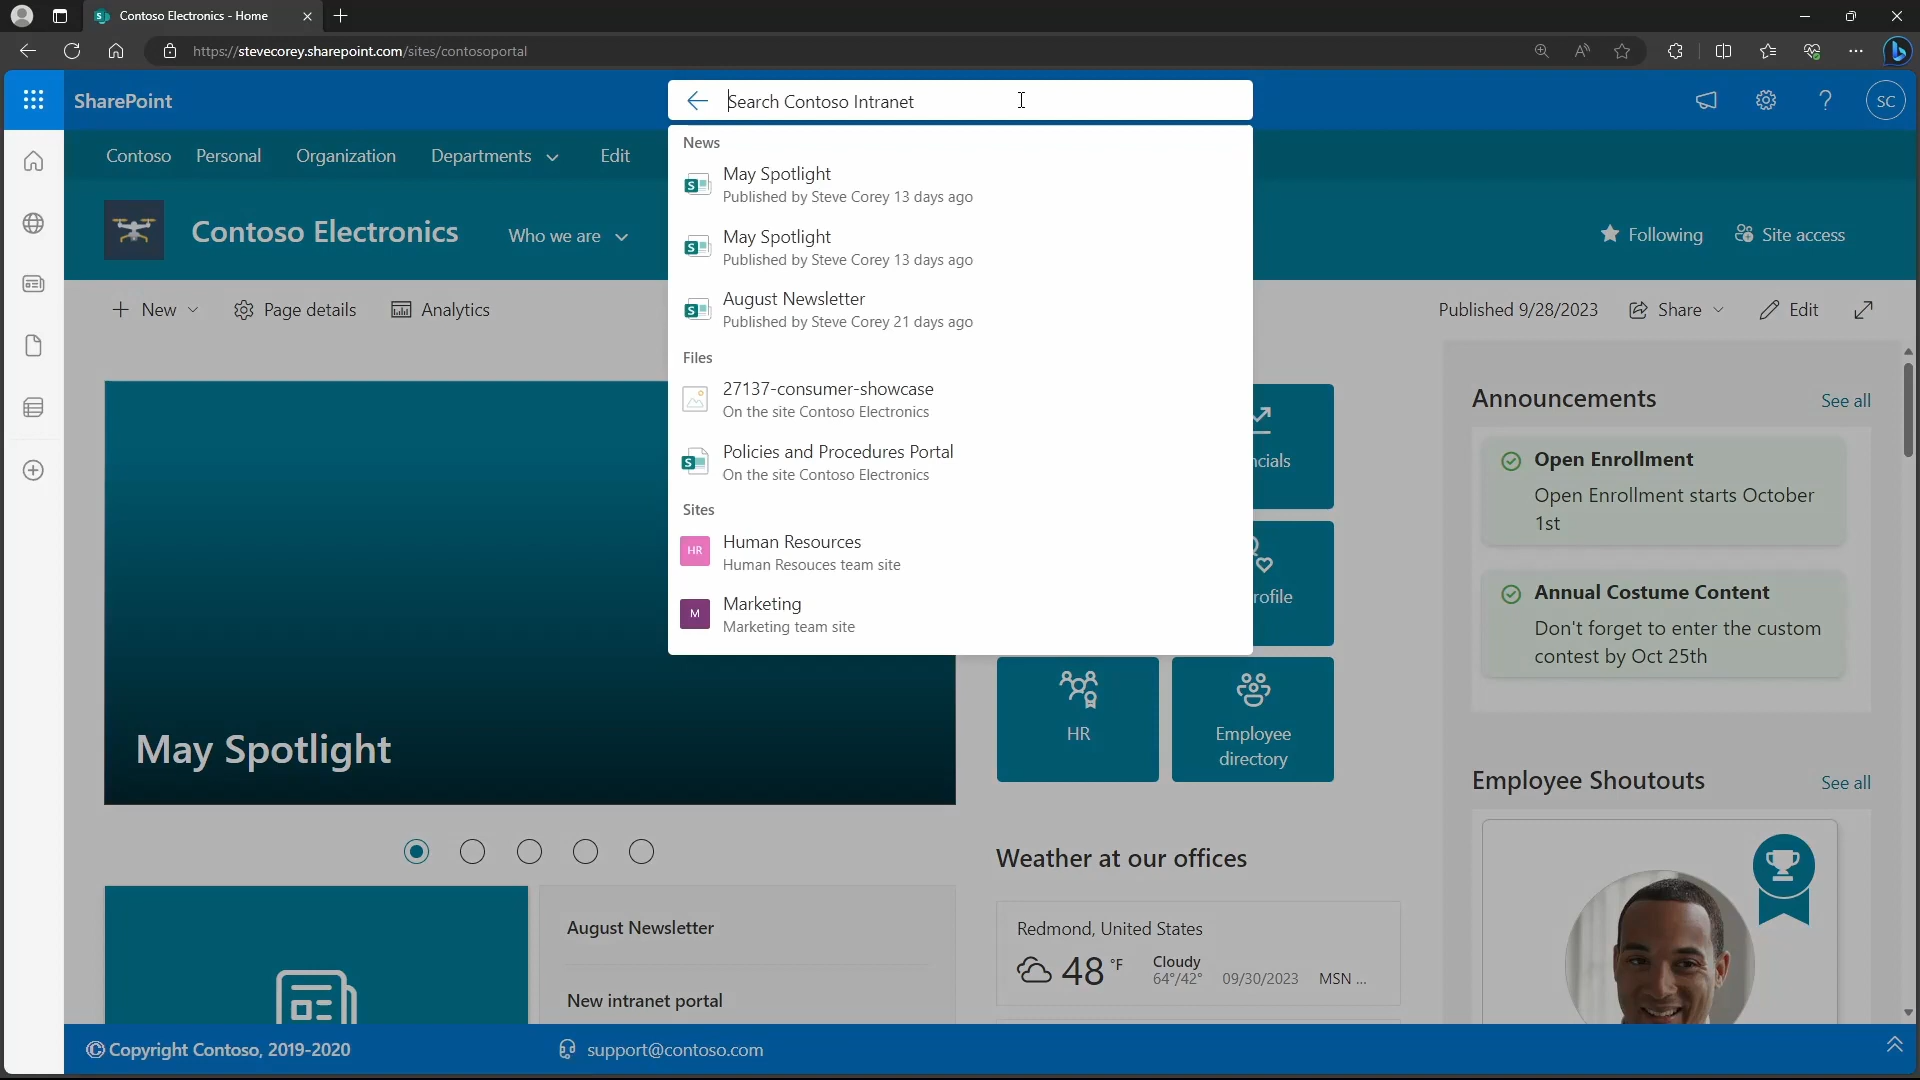 Contoso Electronics - Home
https://stevecorey.sharepoint.com/sites/contosoportal
SharePoint
Search Contoso Intranet
SC
Contoso Personal Organization Departments Edit
Contoso Electronics
Who we are
Following
Site access
New
Page details
Analytics
Published 9/28/2023
Share
Edit
News
May Spotlight
Published by Steve Corey 13 days ago
May Spotlight
Published by Steve Corey 13 days ago
August Newsletter
Published by Steve Corey 21 days ago
Files
27137-consumer-showcase
On the site Contoso Electronics
Policies and Procedures Portal
On the site Contoso Electronics
Sites
HR
Human Resources
Human Resouces team site
M
Marketing
Marketing team site
May Spotlight
ncials
rofile
HR
Employee
directory
Announcements
See all
Open Enrollment
Open Enrollment starts October
1st
Annual Costume Content
Don't forget to enter the custom
contest by Oct 25th
Employee Shoutouts
See all
August Newsletter
New intranet portal
Weather at our offices
Redmond, United States
48 °F
Cloudy
64°/42° 09/30/2023 MSN ...
© Copyright Contoso, 2019-2020
support@contoso.com